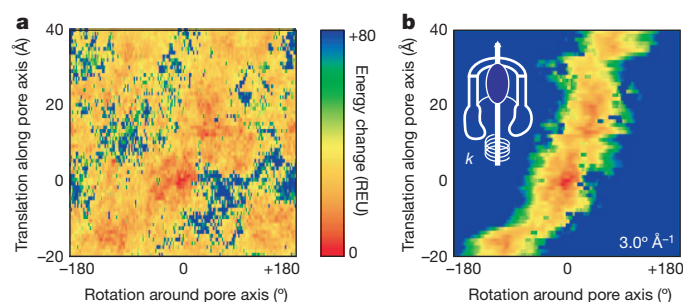 a
Translation along pore axis (Å)
40
20
0
−20
−180
0
+180
Rotation around pore axis (º)
+80
Energy change (REU)
0
b
Translation along pore axis (Å)
40
20
0
−20
k
3.0º Å−1
−180
0
+180
Rotation around pore axis (º)